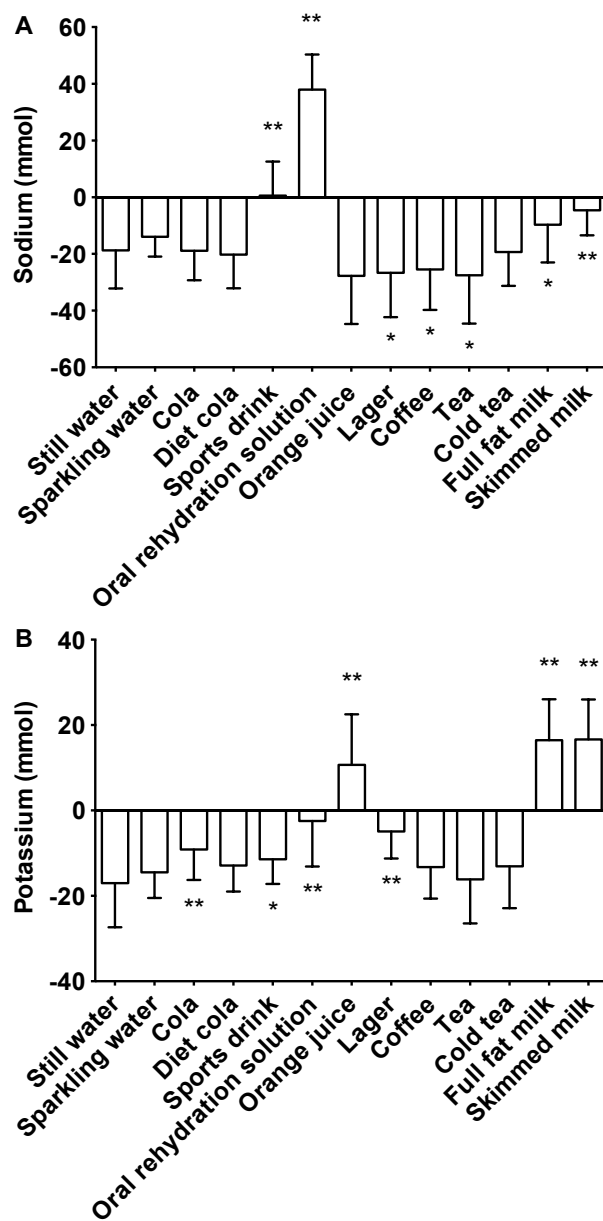 A
Sodium (mmol)
60
40
20
0
-20
-40
-60
**
**
*
*
*
*
**
Still water
Sparkling water
Cola
Diet cola
Sports drink
Oral rehydration solution
Orange juice
Lager
Coffee
Tea
Cold tea
Full fat milk
Skimmed milk
B
Potassium (mmol)
40
20
0
-20
-40
**
*
**
**
**
**
**
Still water
Sparkling water
Cola
Diet cola
Sports drink
Oral rehydration solution
Orange juice
Lager
Coffee
Tea
Cold tea
Full fat milk
Skimmed milk